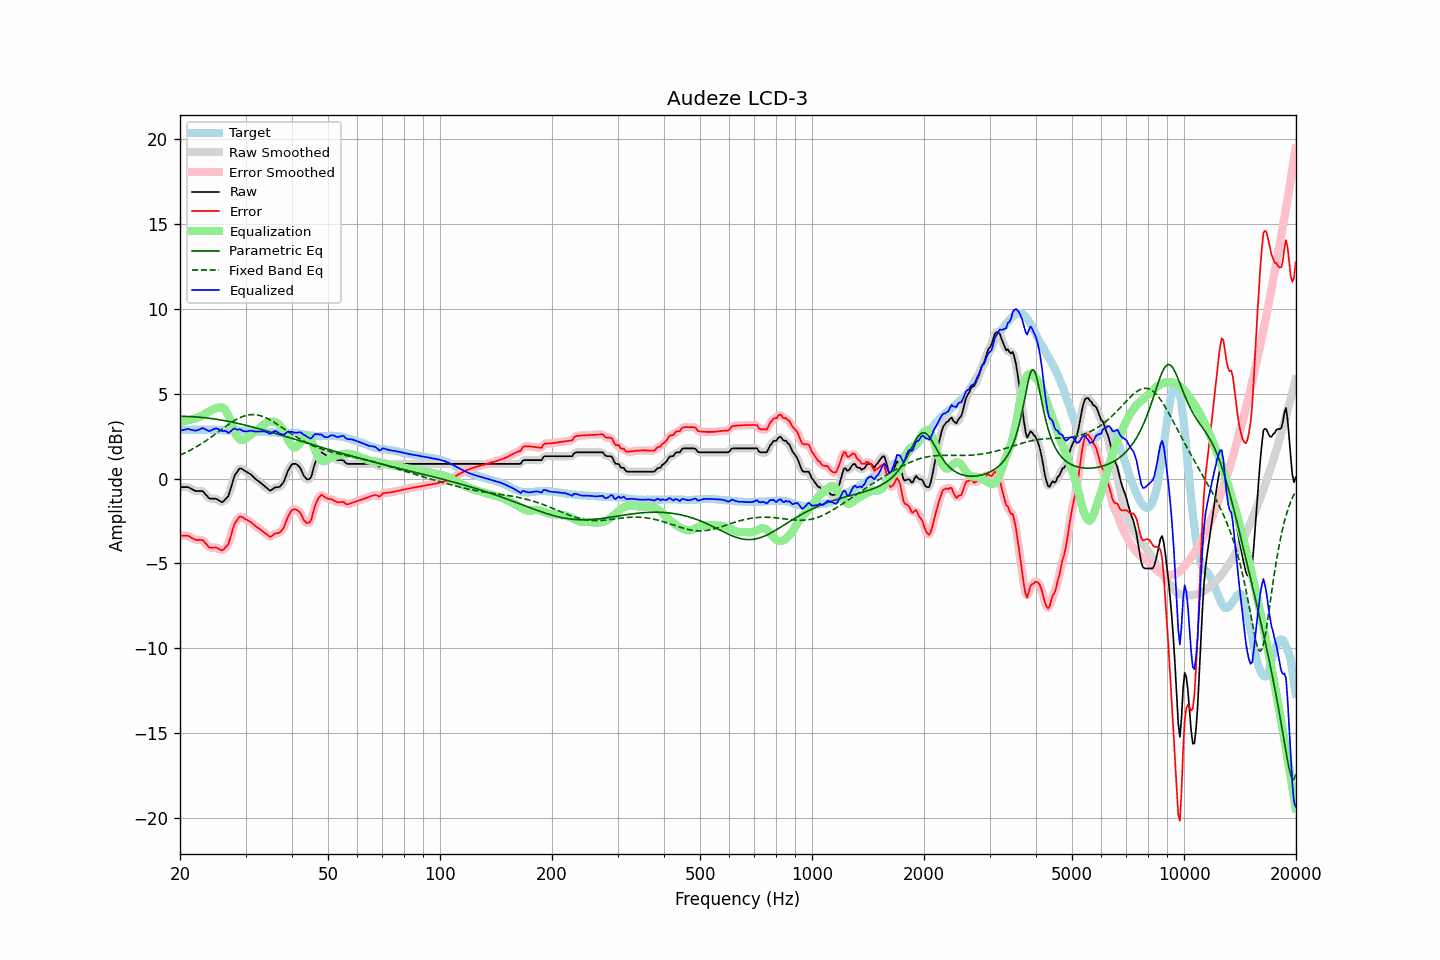 Audeze LCD-3
Target
Raw Smoothed
Error Smoothed
Raw
Error
Equalization
Parametric Eq
Fixed Band Eq
Equalized
20
15
10
5
0
−5
−10
−15
−20
Amplitude (dBr)
20 50 100 200 500 1000 2000 5000 10000 20000
Frequency (Hz)